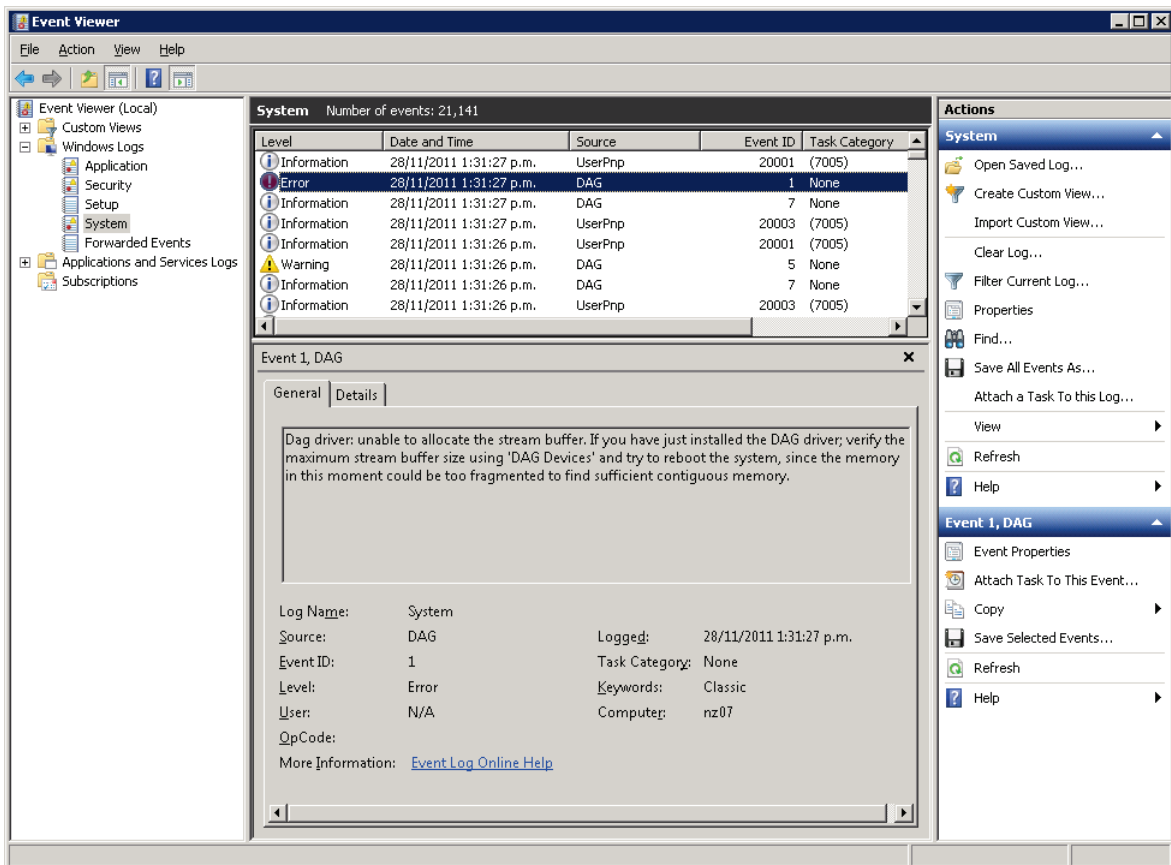 Event Viewer
File Action View Help
Event Viewer (Local)
Custom Views
Windows Logs
Application
Security
Setup
System
Forwarded Events
Applications and Services Logs
Subscriptions
System Number of events: 21,141
Level Date and Time Source Event ID Task Category
Information 28/11/2011 1:31:27 p.m. UserPnp 20001 (7005)
Error 28/11/2011 1:31:27 p.m. DAG 1 None
Information 28/11/2011 1:31:27 p.m. DAG 7 None
Information 28/11/2011 1:31:27 p.m. UserPnp 20003 (7005)
Information 28/11/2011 1:31:26 p.m. UserPnp 20001 (7005)
Warning 28/11/2011 1:31:26 p.m. DAG 5 None
Information 28/11/2011 1:31:26 p.m. DAG 7 None
Information 28/11/2011 1:31:26 p.m. UserPnp 20003 (7005)
Event 1, DAG
General Details
Dag driver: unable to allocate the stream buffer. If you have just installed the DAG driver; verify the
maximum stream buffer size using 'DAG Devices' and try to reboot the system, since the memory
in this moment could be too fragmented to find sufficient contiguous memory.
Log Name: System
Source: DAG Logged: 28/11/2011 1:31:27 p.m.
Event ID: 1 Task Category: None
Level: Error Keywords: Classic
User: N/A Computer: nz07
OpCode:
More Information: Event Log Online Help
Actions
System
Open Saved Log...
Create Custom View...
Import Custom View...
Clear Log...
Filter Current Log...
Properties
Find...
Save All Events As...
Attach a Task To this Log...
View
Refresh
Help
Event 1, DAG
Event Properties
Attach Task To This Event...
Copy
Save Selected Events...
Refresh
Help